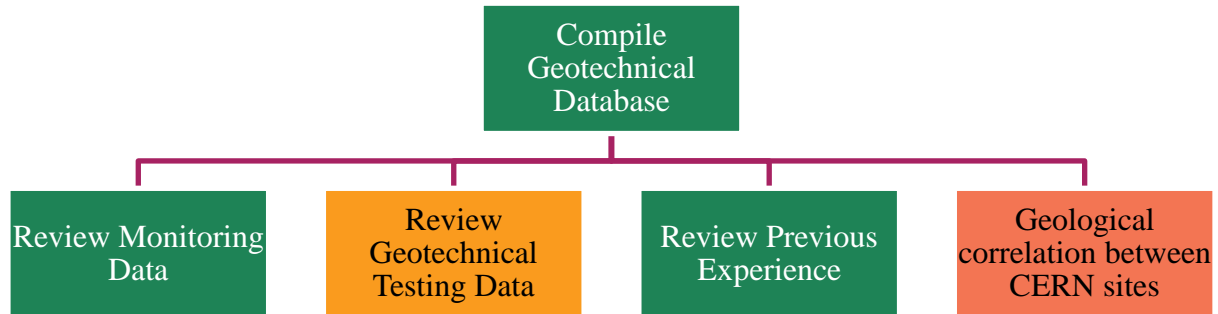 Compile
Geotechnical
Database
Review Monitoring
Data
Review
Geotechnical
Testing Data
Review Previous
Experience
Geological
correlation between
CERN sites